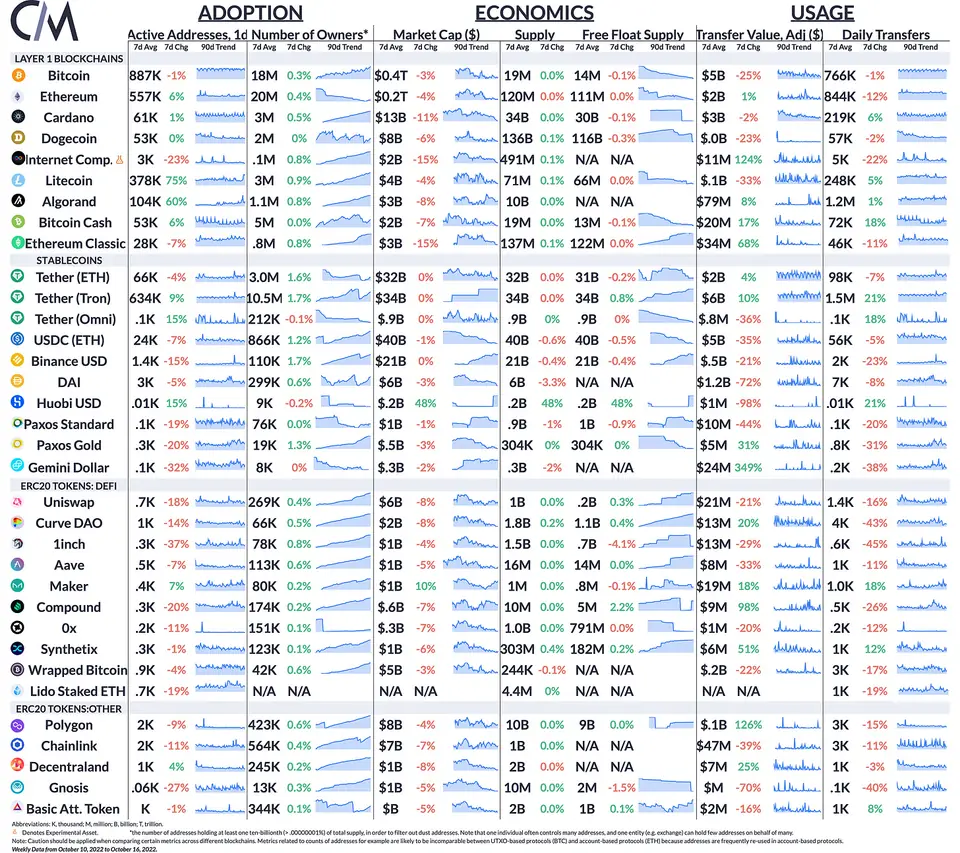 CM
ADOPTION ECONOMICS USAGE
Active Addresses, 1d Number of Owners* Market Cap ($) Supply Free Float Supply Transfer Value, Adj ($) Daily Transfers
7d Avg 7d Chg 90d Trend 7d Avg 7d Chg 90d Trend 7d Avg 7d Chg 90d Trend 7d Avg 7d Chg 7d Avg 7d Chg 90d Trend 7d Avg 7d Chg 90d Trend 7d Avg 7d Chg 90d Trend
LAYER 1 BLOCKCHAINS
Bitcoin 887K -1% 18M 0.3% $0.4T -3% 19M 0.0% 14M -0.1% $5B -25% 766K -1%
Ethereum 557K 6% 20M 0.4% $0.2T -4% 120M 0.0% 111M 0.0% $2B 1% 844K -12%
Cardano 61K 1% 3M 0.5% $13B -11% 34B 0.0% 30B -0.1% $3B -2% 219K 6%
Dogecoin 53K 0% 2M 0% $8B -6% 136B 0.1% 116B -0.3% $.0B -23% 57K -2%
Internet Comp. 3K -23% .1M 0.8% $2B -15% 491M 0.1% N/A N/A $11M 124% 5K -22%
Litecoin 378K 75% 3M 0.9% $4B -4% 71M 0.1% 66M 0.0% $.1B -33% 248K 5%
Algorand 104K 60% 1.1M 0.8% $3B -8% 10B 0.0% N/A N/A $79M 8% 1.2M 1%
Bitcoin Cash 53K 6% 5M 0.0% $2B -7% 19M 0.0% 13M -0.1% $20M 17% 72K 18%
Ethereum Classic 28K -7% .8M 0.8% $3B -15% 137M 0.1% 122M 0.0% $34M 68% 46K -11%
STABLECOINS
Tether (ETH) 66K -4% 3.0M 1.6% $32B 0% 32B 0.0% 31B -0.2% $2B 4% 98K -7%
Tether (Tron) 634K 9% 10.5M 1.7% $34B 0% 34B 0.0% 34B 0.8% $6B 10% 1.5M 21%
Tether (Omni) .1K 15% 212K -0.1% $.9B 0% .9B 0% .9B 0% $.8M -36% .1K 18%
USDC (ETH) 24K -7% 866K 1.2% $40B -1% 40B -0.6% 40B -0.5% $5B -35% 56K -5%
Binance USD 1.4K -15% 110K 1.7% $21B 0% 21B -0.4% 21B -0.4% $.5B -21% 2K -23%
DAI 3K -5% 299K 0.6% $6B -3% 6B -3.3% N/A N/A $1.2B -72% 7K -8%
Huobi USD .01K 15% 9K -0.2% $.2B 48% .2B 48% .2B 48% $1M -98% .01K 21%
Paxos Standard .1K -19% 76K 0.0% $1B -1% .9B -1% 1B -0.9% $10M -44% .1K -20%
Paxos Gold .3K -20% 19K 1.3% $.5B -3% 304K 0% 304K 0% $5M 31% .8K -31%
Gemini Dollar .1K -32% 8K 0% $.3B -2% .3B -2% N/A N/A $24M 349% .2K -38%
ERC20 TOKENS: DEFI
Uniswap .7K -18% 269K 0.4% $6B -8% 1B 0.0% .2B 0.3% $21M -21% 1.4K -16%
Curve DAO 1K -14% 66K 0.5% $2B -8% 1.8B 0.2% 1.1B 0.4% $13M 20% 4K -43%
1inch .3K -37% 78K 0.8% $1B -4% 1.5B 0.0% .7B -4.1% $13M -29% .6K -45%
Aave .5K -7% 113K 0.6% $1B -5% 16M 0.0% 14M 0.0% $8M -33% 1K -11%
Maker .4K 7% 80K 0.2% $1B 10% 1M 0.0% .8M -0.1% $19M 18% 1.0K 18%
Compound .3K -20% 174K 0.2% $.6B -7% 10M 0.0% 5M 2.2% $9M 98% .5K -26%
0x .2K -11% 151K 0.1% $.3B -7% 1.0B 0.0% 791M 0.0% $1M -20% .2K -12%
Synthetix .3K -1% 123K 0.1% $1B -6% 303M 0.4% 182M 0.2% $6M 51% 1K 12%
Wrapped Bitcoin .9K -4% 42K 0.6% $5B -3% 244K -0.1% N/A N/A $.2B -22% 3K -17%
Lido Staked ETH .7K -19% N/A N/A N/A N/A 4.4M 0% N/A N/A 1K -19%
ERC20 TOKENS:OTHER
Polygon 2K -9% 423K 0.6% $8B -4% 10B 0.0% 9B 0.0% $.1B 126% 3K -15%
Chainlink 2K -11% 564K 0.4% $7B -7% 1B 0.0% N/A N/A $47M -39% 3K -11%
Decentraland 1K 4% 245K 0.2% $1B -8% 2B 0.0% N/A N/A $7M 25% 1K -3%
Gnosis .06K -27% 13K 0.3% $1B -5% 10M 0.0% 2M -1.5% $M -70% .1K -40%
Basic Att. Token K -1% 344K 0.1% $B -5% 2B 0.0% 1B 0.1% $2M -16% 1K 8%
Abbreviations: K, thousand; M, million; B, billion; T, trillion.
Denotes Experimental Asset. *the number of addresses holding at least one ten-billionth (> .00000001%) of total supply, in order to filter out dust addresses. Note that one individual often controls many addresses, and one entity (e.g. exchange) can hold few addresses on behalf of many.
Note: Caution should be applied when comparing certain metrics across different blockchains. Metrics related to counts of addresses for example are likely to be incomparable between UTXO-based protocols (BTC) and account-based protocols (ETH) because addresses are frequently re-used in account-based protocols.
Weekly Data from October 10, 2022 to October 16, 2022.